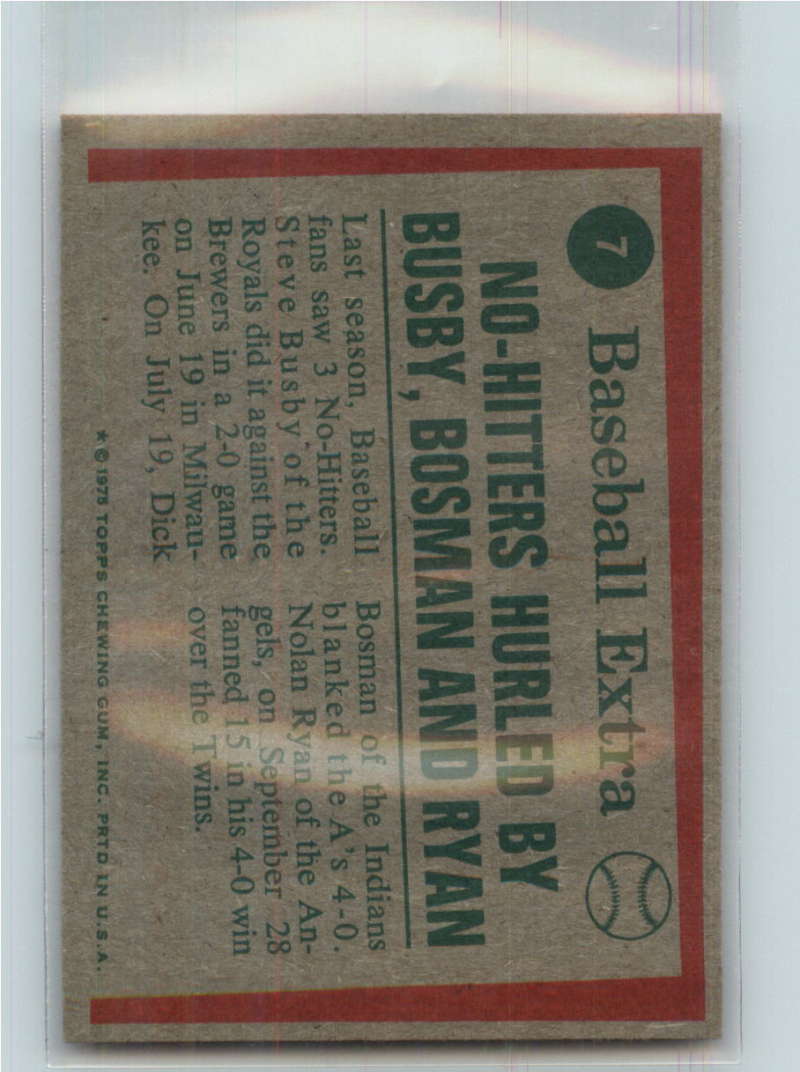 7
Baseball Extra
NO-HITTERS HURLED BY
BUSBY, BOSMAN AND RYAN
Last season, Baseball
fans saw 3 No-Hitters.
Steve Busby of the
Royals did it against the
Brewers in a 2-0 game
on June 19 in Milwau-
kee. On July 19, Dick
Bosman of the Indians
blanked the A's 4-0.
Nolan Ryan of the An-
gels, on September 28
fanned 15 in his 4-0 win
over the Twins.
★ © 1975 TOPPS CHEWING GUM, INC. PRTD IN U.S.A.